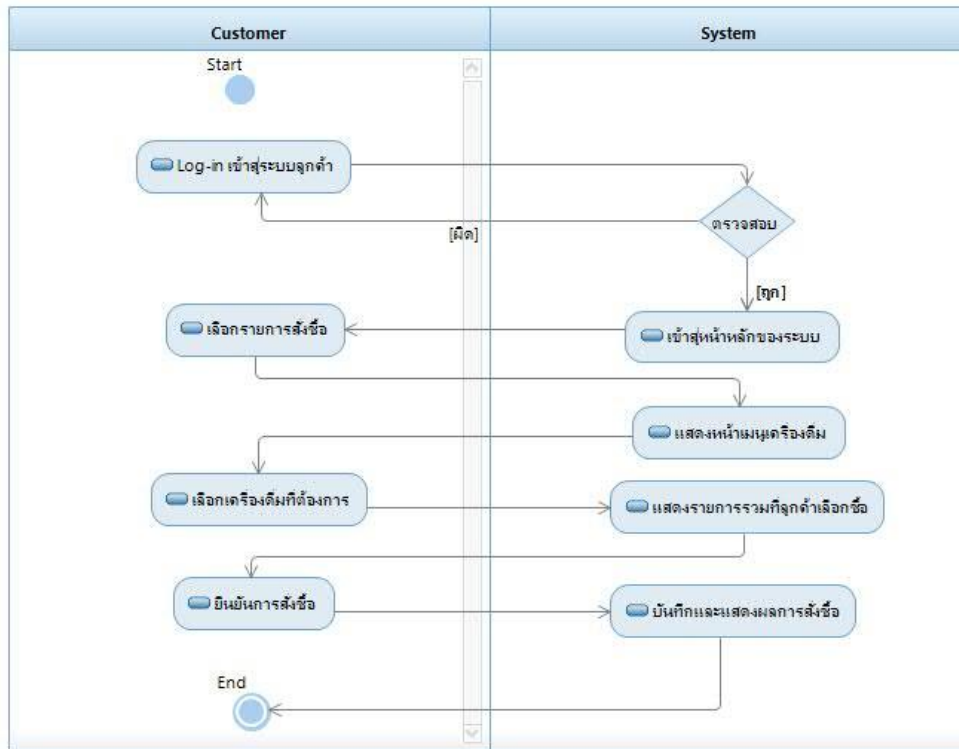 Customer
System
Start
Log-in เข้าสู่ระบบลูกค้า
ตรวจสอบ
[ผิด]
[ถูก]
เลือกรายการสั่งซื้อ
เข้าสู่หน้าหลักของระบบ
แสดงหน้าเมนูเครื่องดื่ม
เลือกเครื่องดื่มที่ต้องการ
แสดงรายการรวมที่ลูกค้าเลือกซื้อ
ยืนยันการสั่งซื้อ
บันทึกและแสดงผลการสั่งซื้อ
End